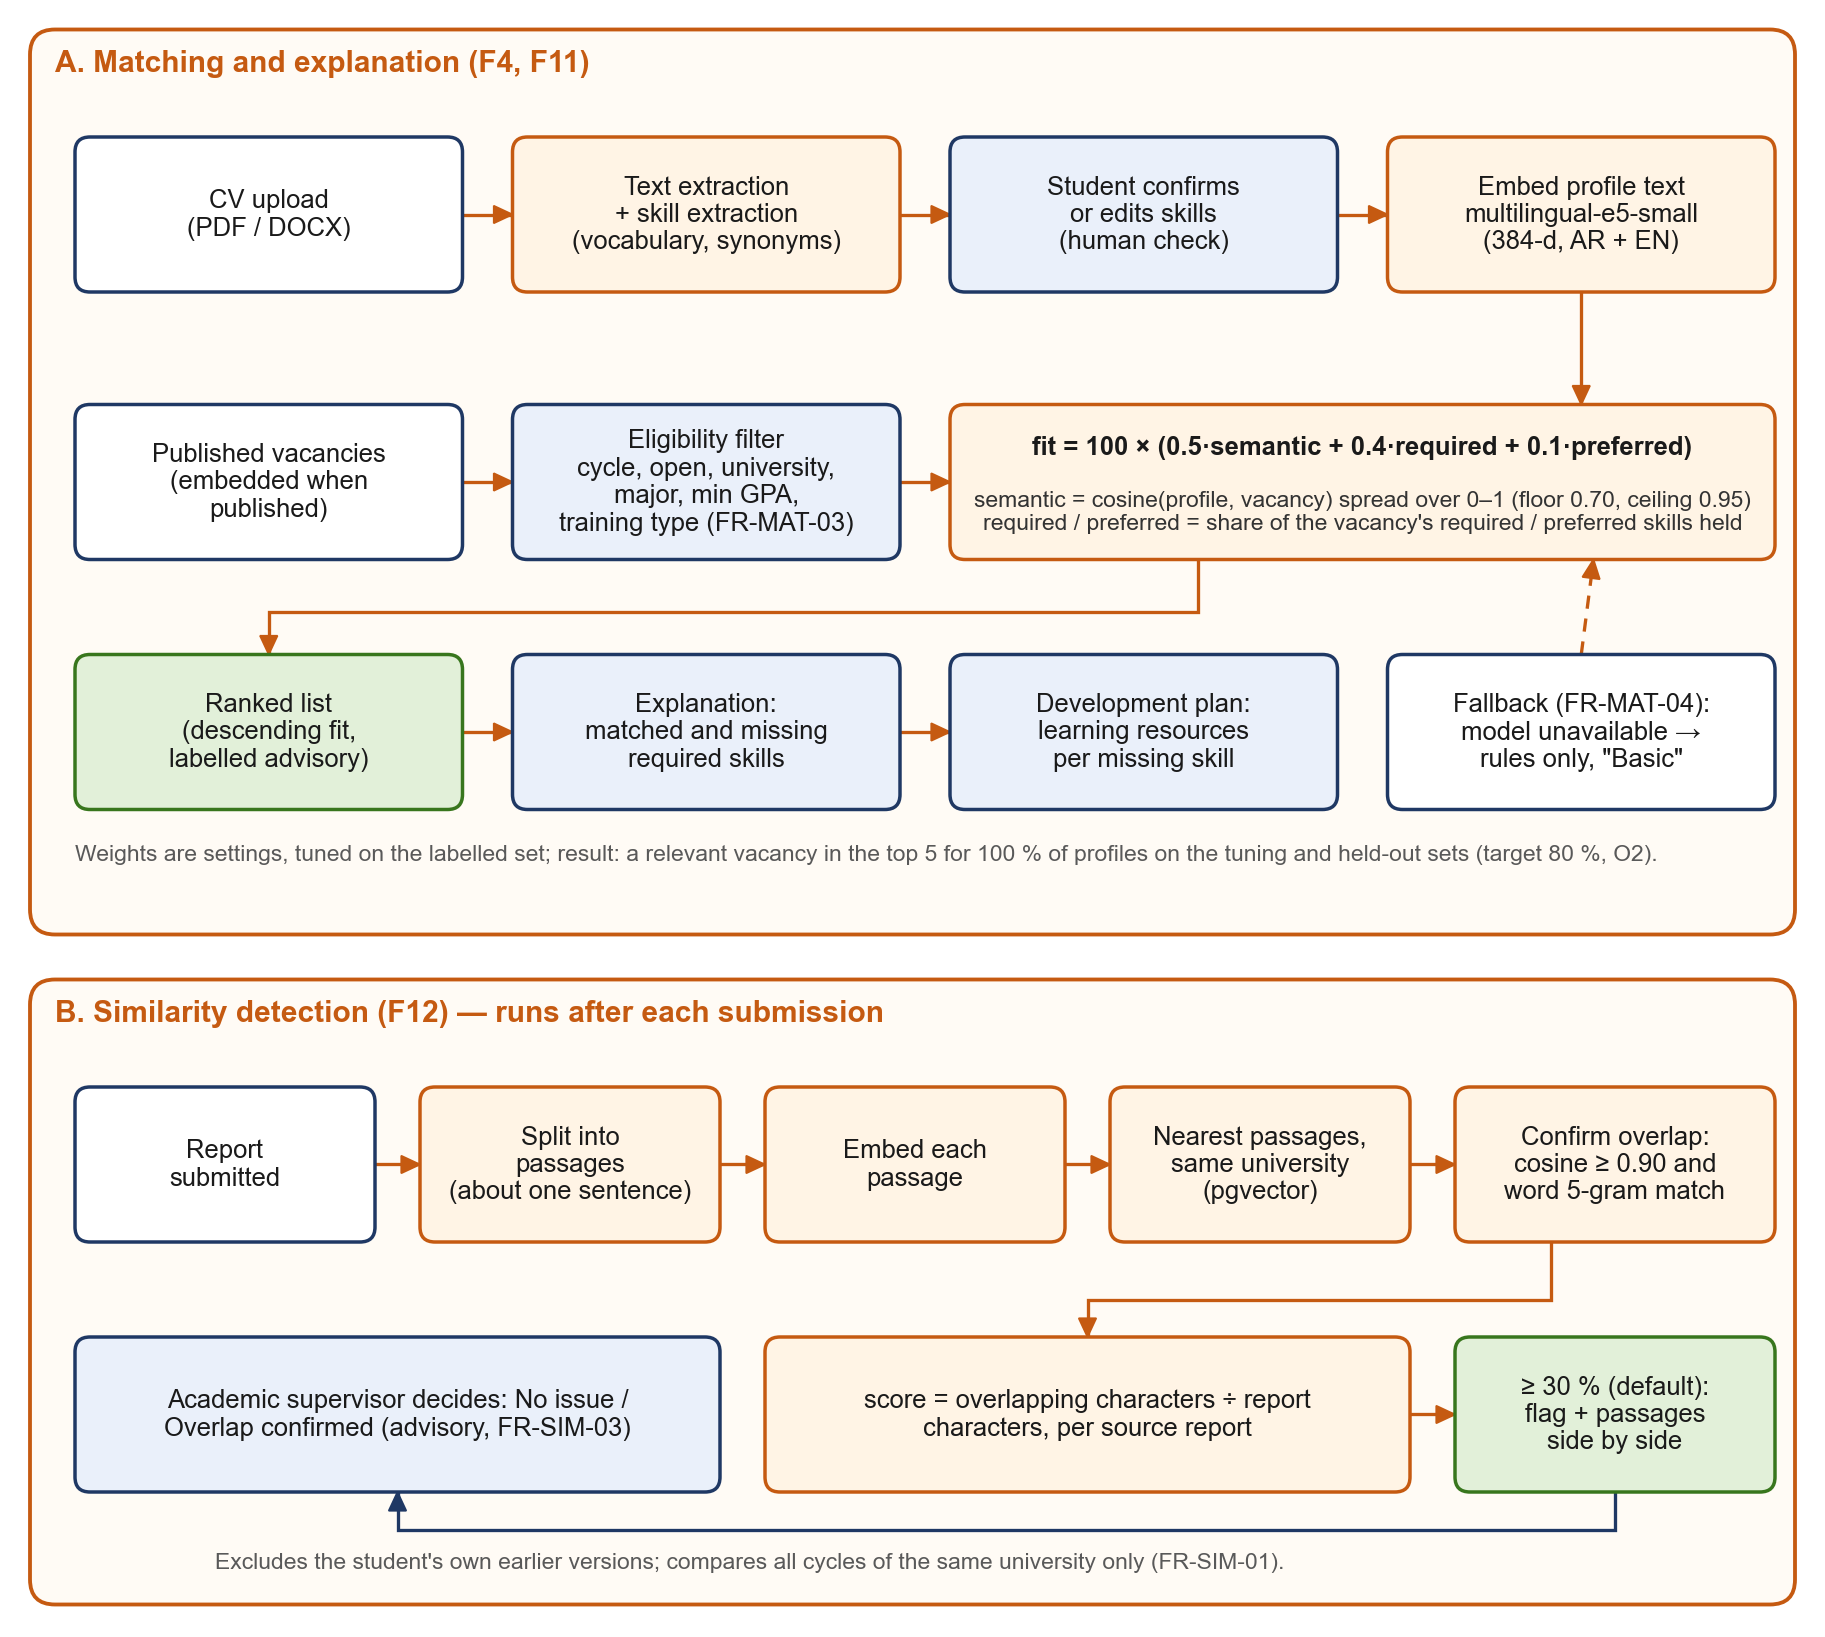 A. Matching and explanation (F4, F11)
CV upload
(PDF / DOCX)
Text extraction
+ skill extraction
(vocabulary, synonyms)
Student confirms
or edits skills
(human check)
Embed profile text
multilingual-e5-small
(384-d, AR + EN)
Published vacancies
(embedded when
published)
Eligibility filter
cycle, open, university,
major, min GPA,
training type (FR-MAT-03)
fit = 100 × (0.5·semantic + 0.4·required + 0.1·preferred)
semantic = cosine(profile, vacancy) spread over 0–1 (floor 0.70, ceiling 0.95)
required / preferred = share of the vacancy's required / preferred skills held
Ranked list
(descending fit,
labelled advisory)
Explanation:
matched and missing
required skills
Development plan:
learning resources
per missing skill
Fallback (FR-MAT-04):
model unavailable →
rules only, "Basic"
Weights are settings, tuned on the labelled set; result: a relevant vacancy in the top 5 for 100 % of profiles on the tuning and held-out sets (target 80 %, O2).
B. Similarity detection (F12) — runs after each submission
Report
submitted
Split into
passages
(about one sentence)
Embed each
passage
Nearest passages,
same university
(pgvector)
Confirm overlap:
cosine ≥ 0.90 and
word 5-gram match
Academic supervisor decides: No issue /
Overlap confirmed (advisory, FR-SIM-03)
score = overlapping characters ÷ report
characters, per source report
≥ 30 % (default):
flag + passages
side by side
Excludes the student's own earlier versions; compares all cycles of the same university only (FR-SIM-01).